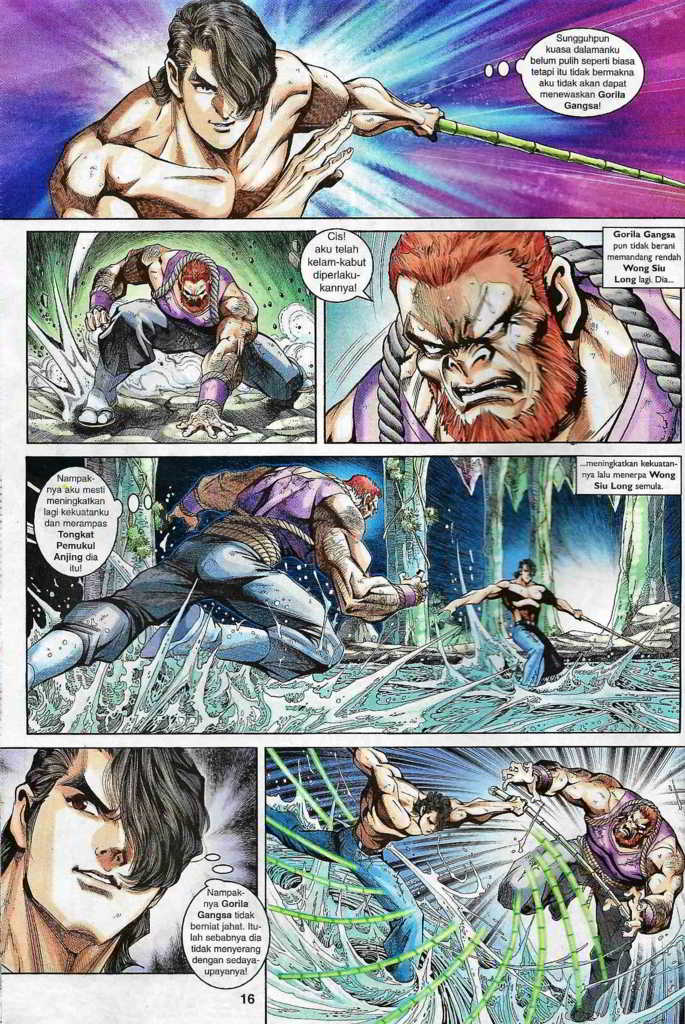 Sungguhpun
kuasa dalamanku
belum pulih seperti biasa
tetapi itu tidak bermakna
aku tidak akan dapat
menewaskan Gorila
Gangsa!
Cis!
aku telah
kelam-kabut
diperlaku-
kannya!
Gorila Gangsa
pun tidak berani
memandang rendah
Wong Siu
Long lagi. Dia...
Nampak-
nya aku mesti
meningkatkan
lagi kekuatanku
dan merampas
Tongkat
Pemukul
Anjing dia
itu!
...meningkatkan kekuatan-
nya lalu menerpa Wong
Siu Long semula.
Nampak-
nya Gorila
Gangsa tidak
berniat jahat. Itu-
lah sebabnya dia
tidak menyerang
dengan sedaya-
upayanya!
16